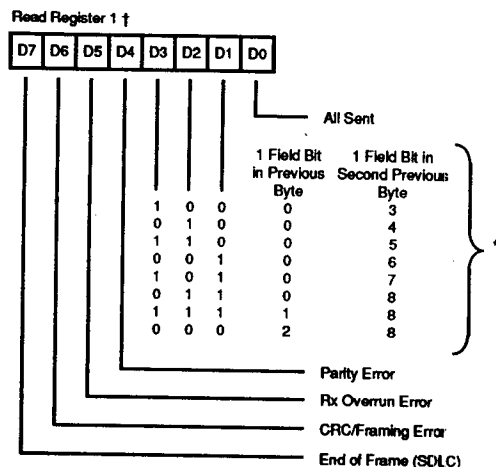 Read Register 1 †
D7 D6 D5 D4 D3 D2 D1 D0
All Sent
1 Field Bit in Previous Byte
1 Field Bit in Second Previous Byte
1 0 0 0 3
0 1 0 0 4
1 1 0 0 5
0 0 1 0 6
1 0 1 0 7
0 1 1 0 8
1 1 1 1 8
0 0 0 2 8
Parity Error
Rx Overrun Error
CRC/Framing Error
End of Frame (SDLC)